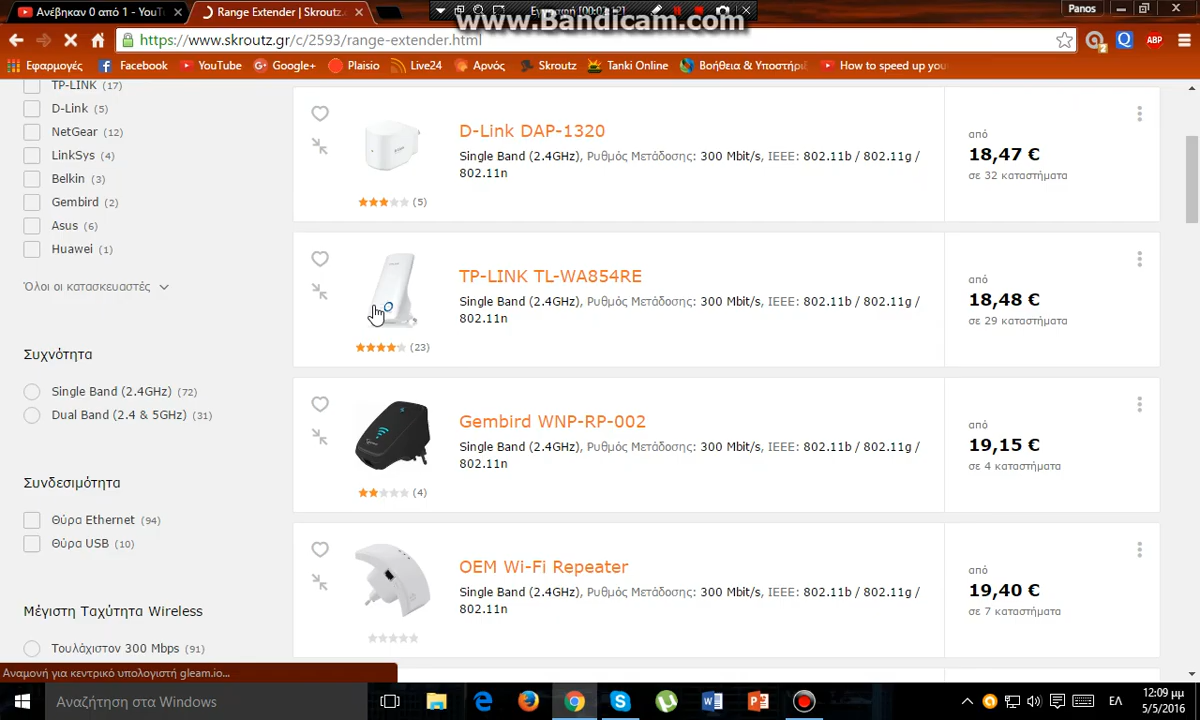 Ανέβηκαν 0 από 1 - YouTu
Range Extender | Skroutz.
Εγγραφή [00:0
www.Bandicam.com
Panos
https://www.skroutz.gr/c/2593/range-extender.html
ABP
Εφαρμογές
Facebook
YouTube
Google+
Plaisio
Live24
Αρνός
Skroutz
Tanki Online
Βοήθεια & Υποστήριξ
How to speed up you
TP-LINK (17)
D-Link (5)
NetGear (12)
LinkSys (4)
Belkin (3)
Gembird (2)
Asus (6)
Huawei (1)
Όλοι οι κατασκευαστές
Συχνότητα
Single Band (2.4GHz) (72)
Dual Band (2.4 & 5GHz) (31)
Συνδεσιμότητα
Θύρα Ethernet (94)
Θύρα USB (10)
Μέγιστη Ταχύτητα Wireless
Τουλάχιστον 300 Mbps (91)
D-Link DAP-1320
Single Band (2.4GHz), Ρυθμός Μετάδοσης: 300 Mbit/s, IEEE: 802.11b / 802.11g /
802.11n
(5)
από
18,47 €
σε 32 καταστήματα
TP-LINK TL-WA854RE
Single Band (2.4GHz), Ρυθμός Μετάδοσης: 300 Mbit/s, IEEE: 802.11b / 802.11g /
802.11n
(23)
από
18,48 €
σε 29 καταστήματα
Gembird WNP-RP-002
Single Band (2.4GHz), Ρυθμός Μετάδοσης: 300 Mbit/s, IEEE: 802.11b / 802.11g /
802.11n
(4)
από
19,15 €
σε 4 καταστήματα
OEM Wi-Fi Repeater
Single Band (2.4GHz), Ρυθμός Μετάδοσης: 300 Mbit/s, IEEE: 802.11b / 802.11g /
802.11n
από
19,40 €
σε 7 καταστήματα
Αναμονή για κεντρικό υπολογιστή gleam.io...
Αναζήτηση στα Windows
ΕΛ
12:09 μμ
5/5/2016